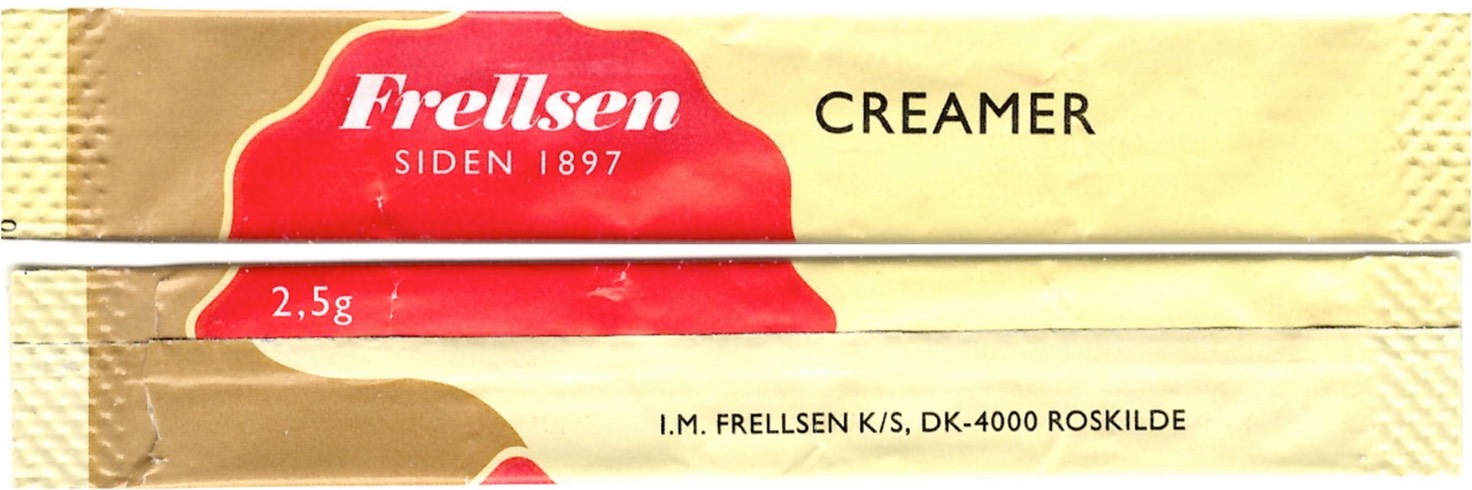 Frellsen
SIDEN 1897
CREAMER
2,5g
I.M. FRELLSEN K/S, DK-4000 ROSKILDE